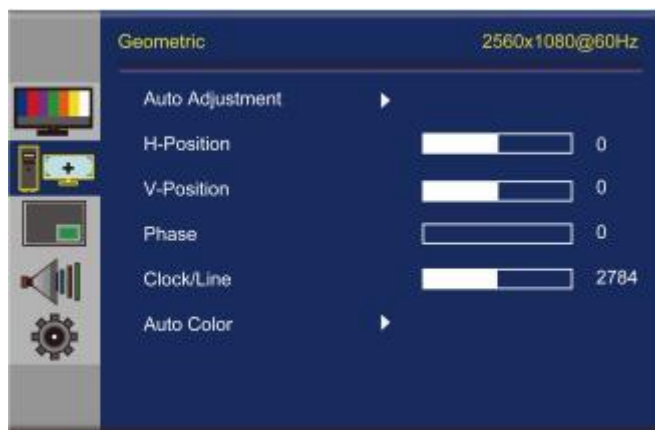 Geometric 2560x1080@60Hz
Auto Adjustment
H-Position 0
V-Position 0
Phase 0
Clock/Line 2784
Auto Color